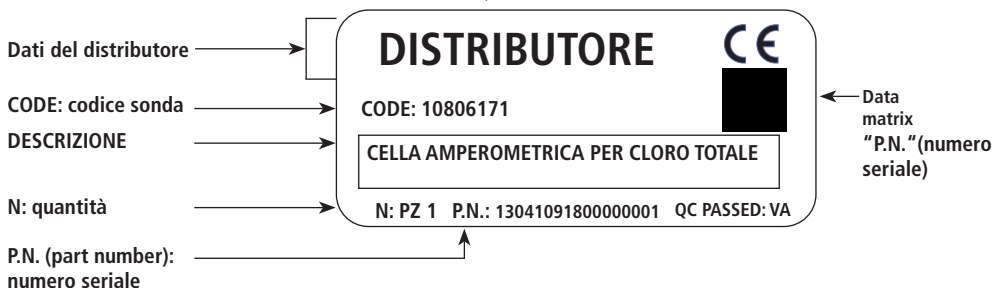 Dati del distributore
DISTRIBUTORE
CE
CODE: codice sonda
CODE: 10806171
Data
matrix
"P.N."(numero
seriale)
DESCRIZIONE
CELLA AMPEROMETRICA PER CLORO TOTALE
N: quantità
N: PZ 1 P.N.: 13041091800000001 QC PASSED: VA
P.N. (part number):
numero seriale